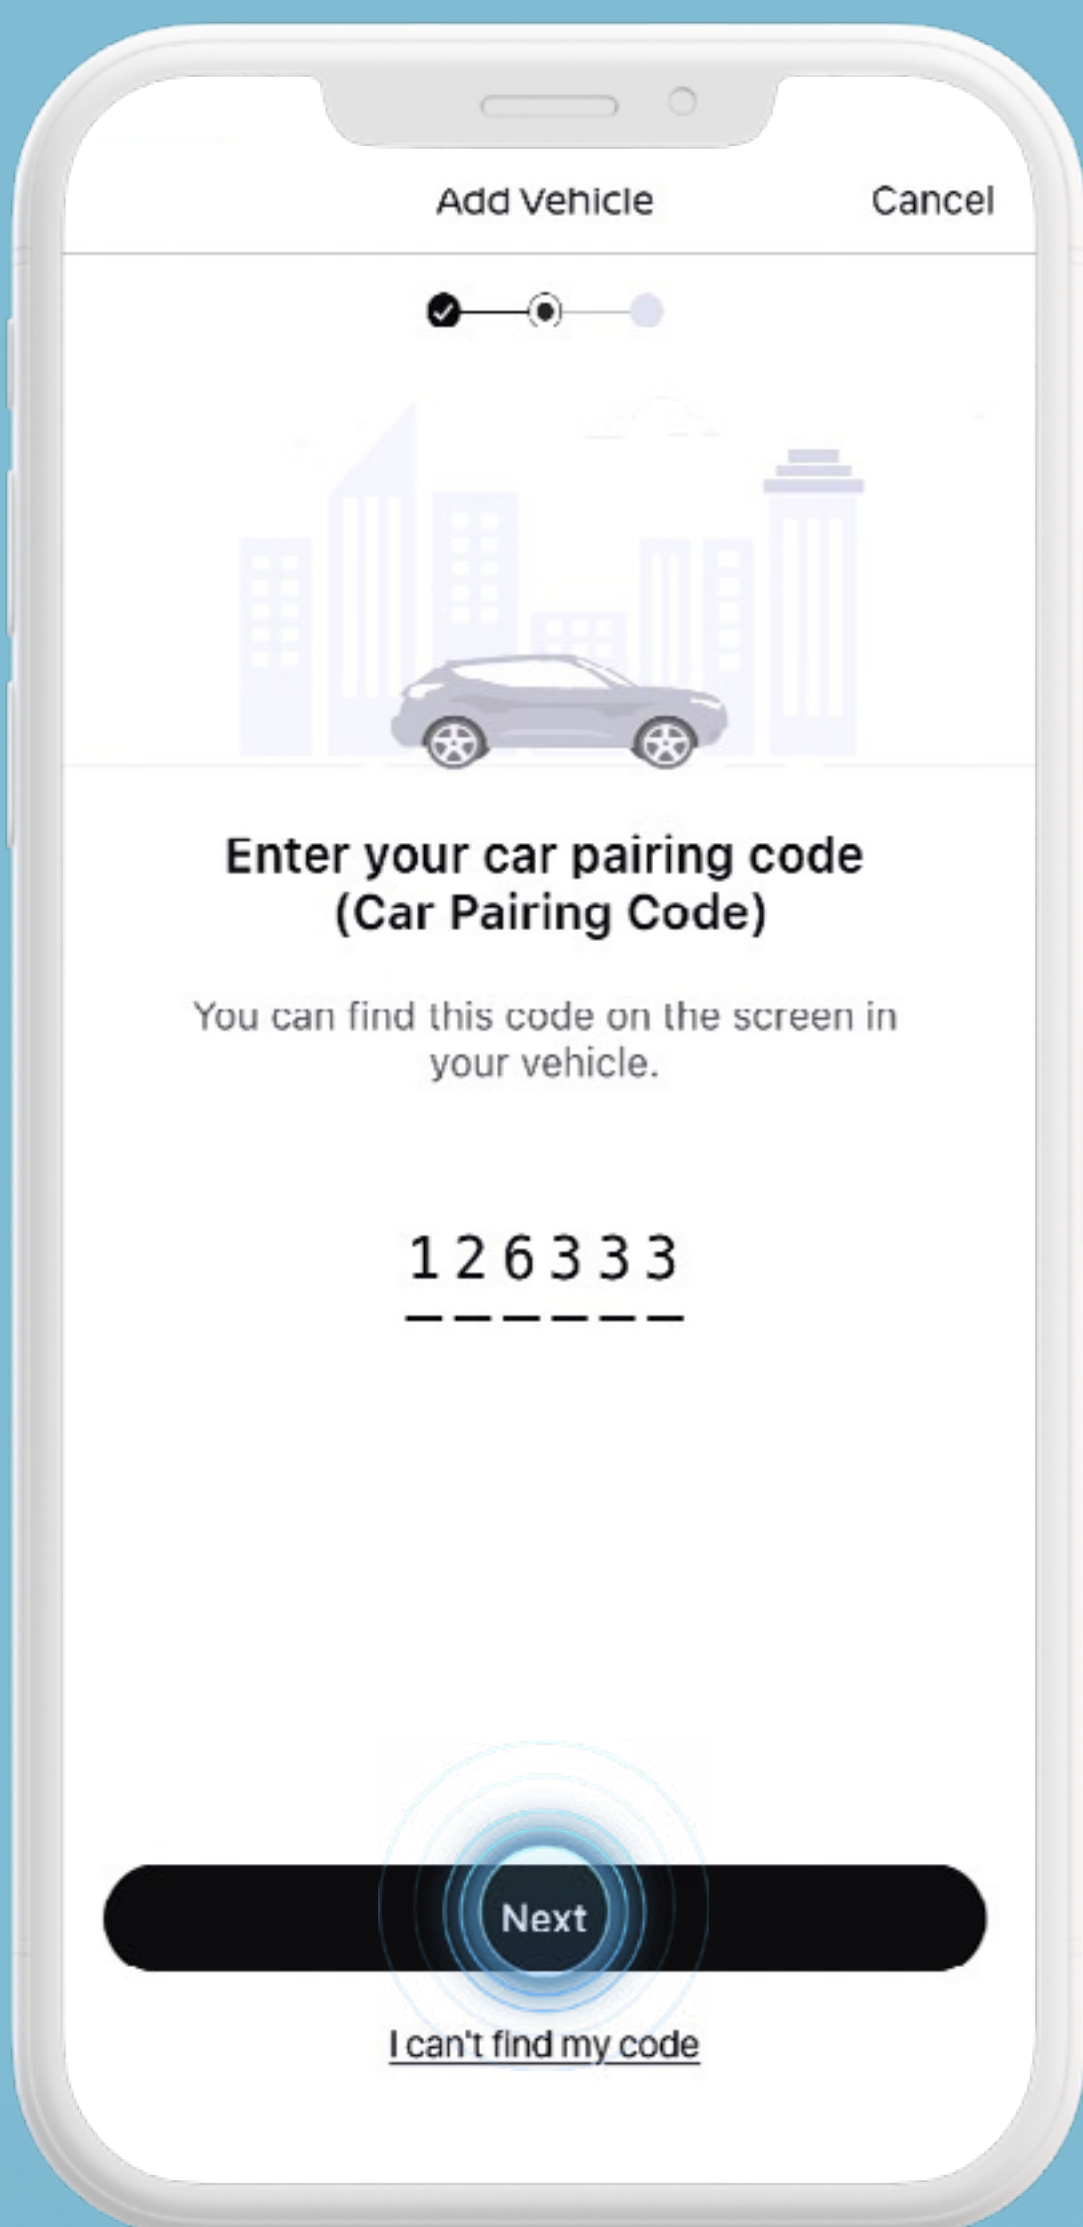 Add Vehicle Cancel
Enter your car pairing code
(Car Pairing Code)
You can find this code on the screen in
your vehicle.
126333
Next
I can't find my code